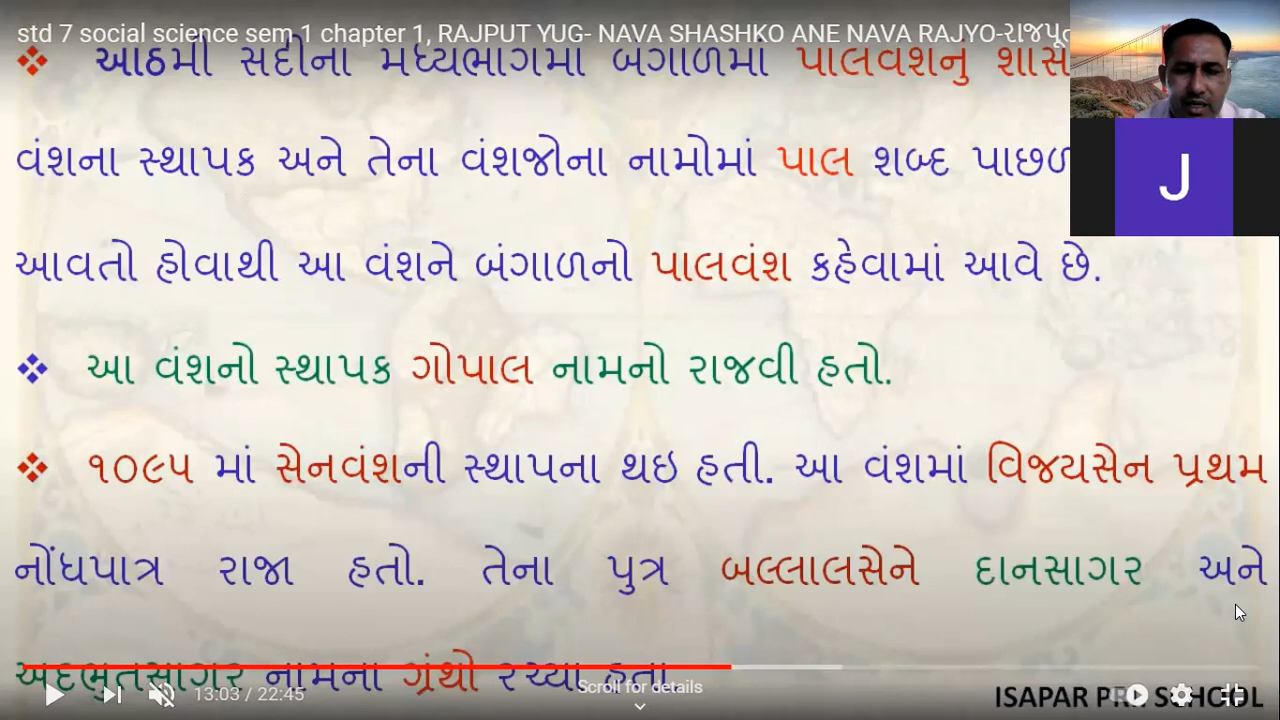 std 7 social science sem 1 chapter 1, RAJPUT YUG- NAVA SHASHKO ANE NAVA RAJYO-રાજપૂત
❖ આઠમી સદીના મધ્યભાગમાં બંગાળમાં પાલવંશનું
વંશના સ્થાપક અને તેના વંશજોના નામોમાં પાલ શબ્દ
J
આવતો હોવાથી આ વંશને બંગાળનો પાલવંશ કહેવામાં આવે છે.
❖ આ વંશનો સ્થાપક ગોપાલ નામનો રાજવી હતો.
❖ ૧૦૯૫ માં સેનવંશની સ્થાપના થઇ હતી. આ વંશમાં વિજયસેન પ્રથમ
નોંધપાત્ર રાજા હતો. તેના પુત્ર બલ્લાલસેને દાનસાગર અને
અદભુતસાગર નામના ગ્રંથો રચ્યા હતા.
13:03 / 22:45
Scroll for details
ISAPAR PRI SCHOOL